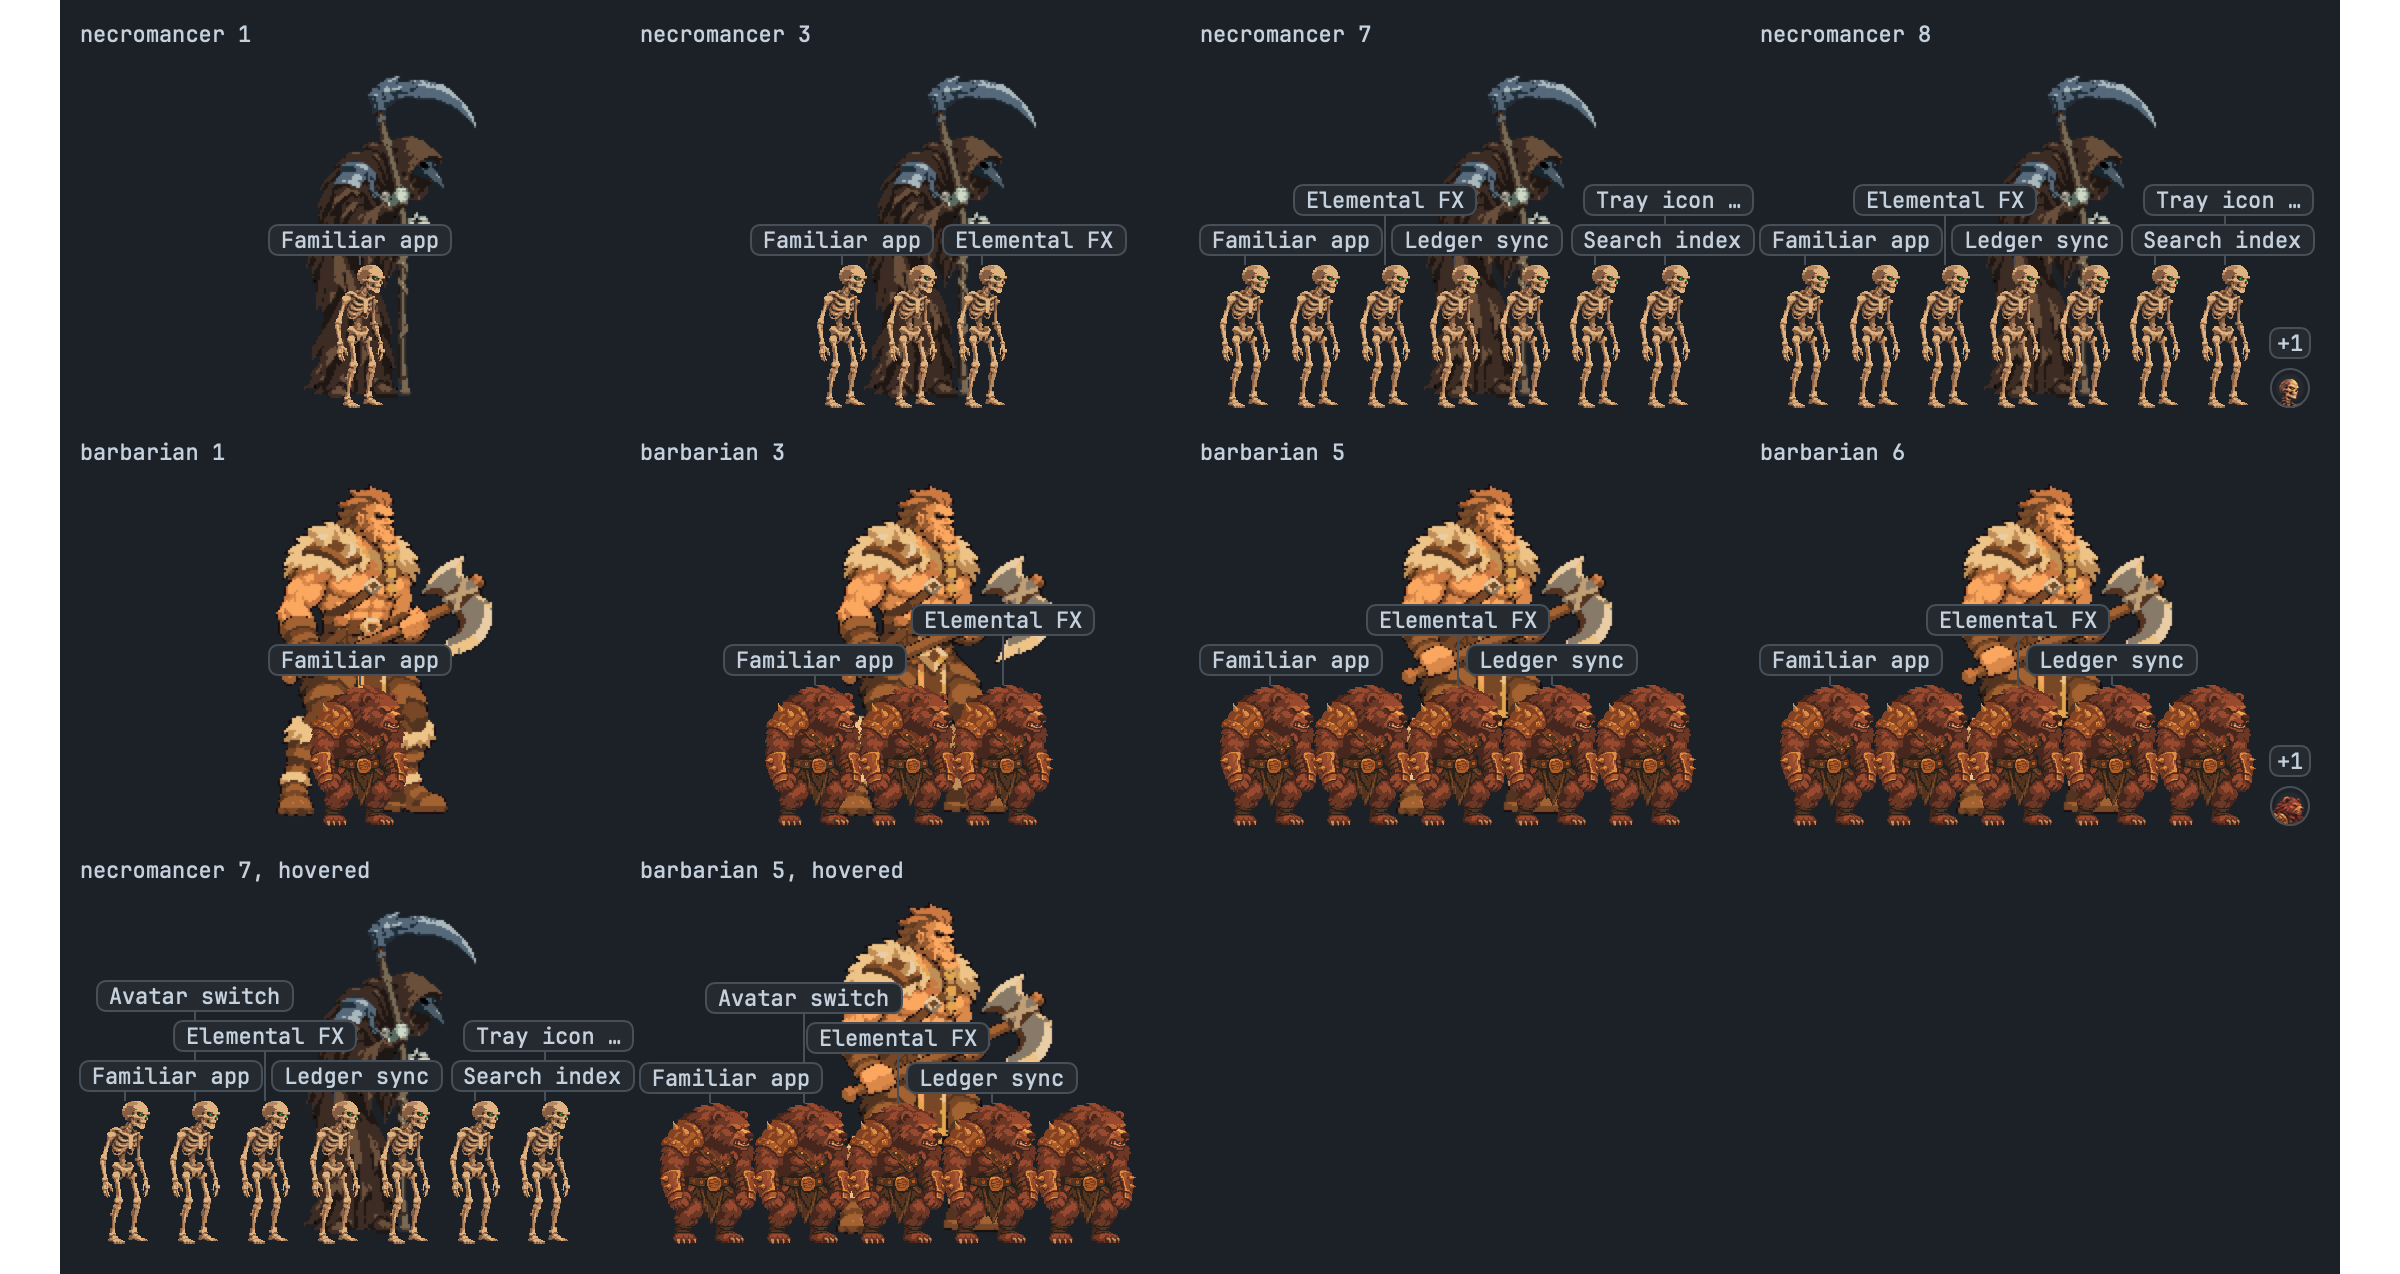 necromancer 1
Familiar app
necromancer 3
Familiar app
Elemental FX
necromancer 7
Elemental FX
Tray icon …
Familiar app
Ledger sync
Search index
necromancer 8
Elemental FX
Tray icon …
Familiar app
Ledger sync
Search index
+1
barbarian 1
Familiar app
barbarian 3
Elemental FX
Familiar app
barbarian 5
Elemental FX
Familiar app
Ledger sync
barbarian 6
Elemental FX
Familiar app
Ledger sync
+1
necromancer 7, hovered
Avatar switch
Elemental FX
Tray icon …
Familiar app
Ledger sync
Search index
barbarian 5, hovered
Avatar switch
Elemental FX
Familiar app
Ledger sync